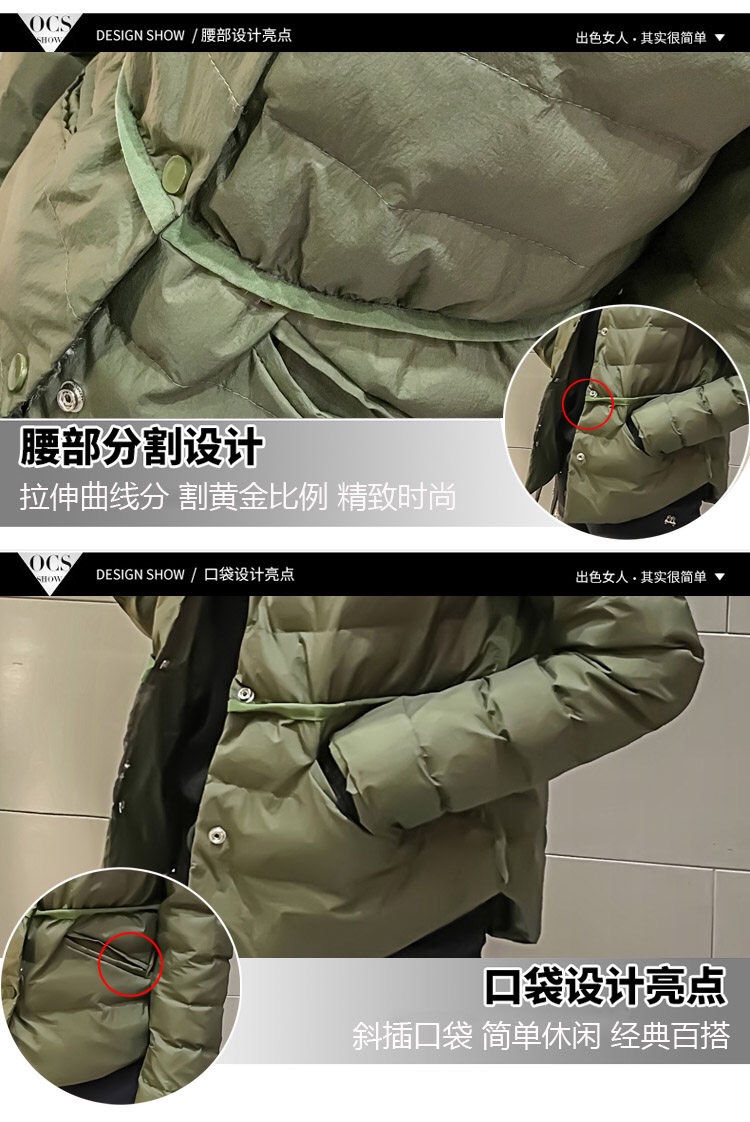 OCS
SHOW
DESIGN SHOW / 腰部设计亮点
出色女人 · 其实很简单 ▼
腰部分割设计
拉伸曲线分 割黄金比例 精致时尚
OCS
SHOW
DESIGN SHOW / 口袋设计亮点
出色女人 · 其实很简单 ▼
口袋设计亮点
斜插口袋 简单休闲 经典百搭